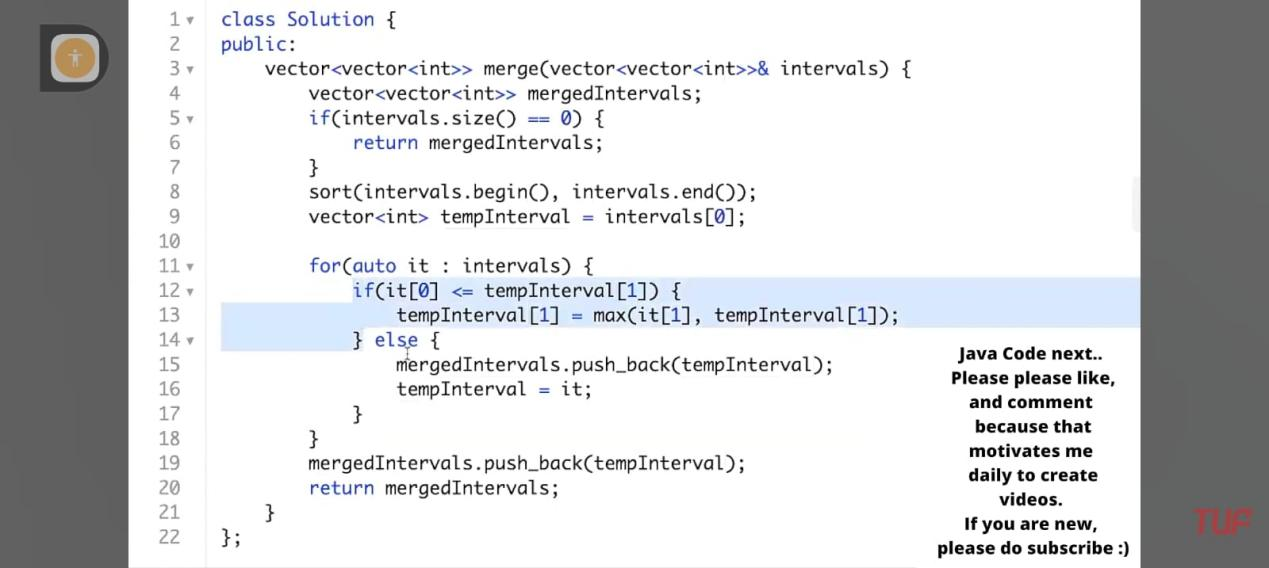 1 class Solution {
2 public:
3 vector<vector<int>> merge(vector<vector<int>>& intervals) {
4 vector<vector<int>> mergedIntervals;
5 if(intervals.size() == 0) {
6 return mergedIntervals;
7 }
8 sort(intervals.begin(), intervals.end());
9 vector<int> tempInterval = intervals[0];
10
11 for(auto it : intervals) {
12 if(it[0] <= tempInterval[1]) {
13 tempInterval[1] = max(it[1], tempInterval[1]);
14 } else {
15 mergedIntervals.push_back(tempInterval);
16 tempInterval = it;
17 }
18 }
19 mergedIntervals.push_back(tempInterval);
20 return mergedIntervals;
21 }
22 };
Java Code next..
Please please like,
and comment
because that
motivates me
daily to create
videos.
If you are new,
please do subscribe :)
TUF